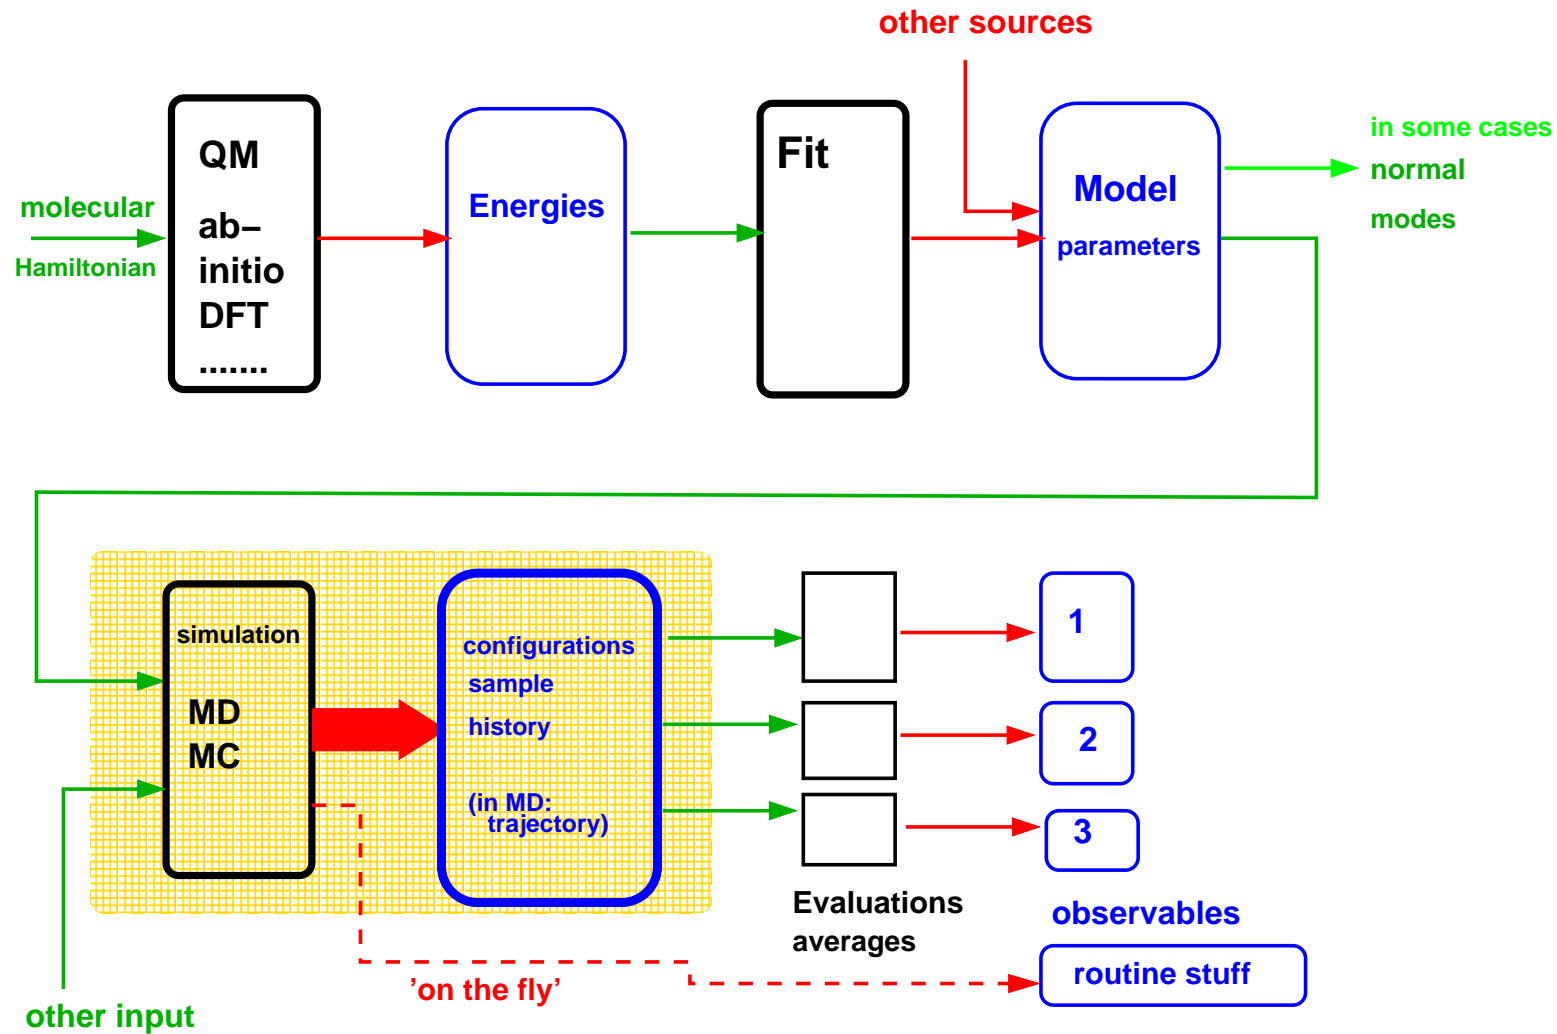 other sources
molecular
Hamiltonian
QM
ab–
initio
DFT
.......
Energies
Fit
Model
parameters
in some cases
normal
modes
simulation
MD
MC
configurations
sample
history
(in MD:
trajectory)
1
2
3
Evaluations
averages
observables
routine stuff
’on the fly’
other input